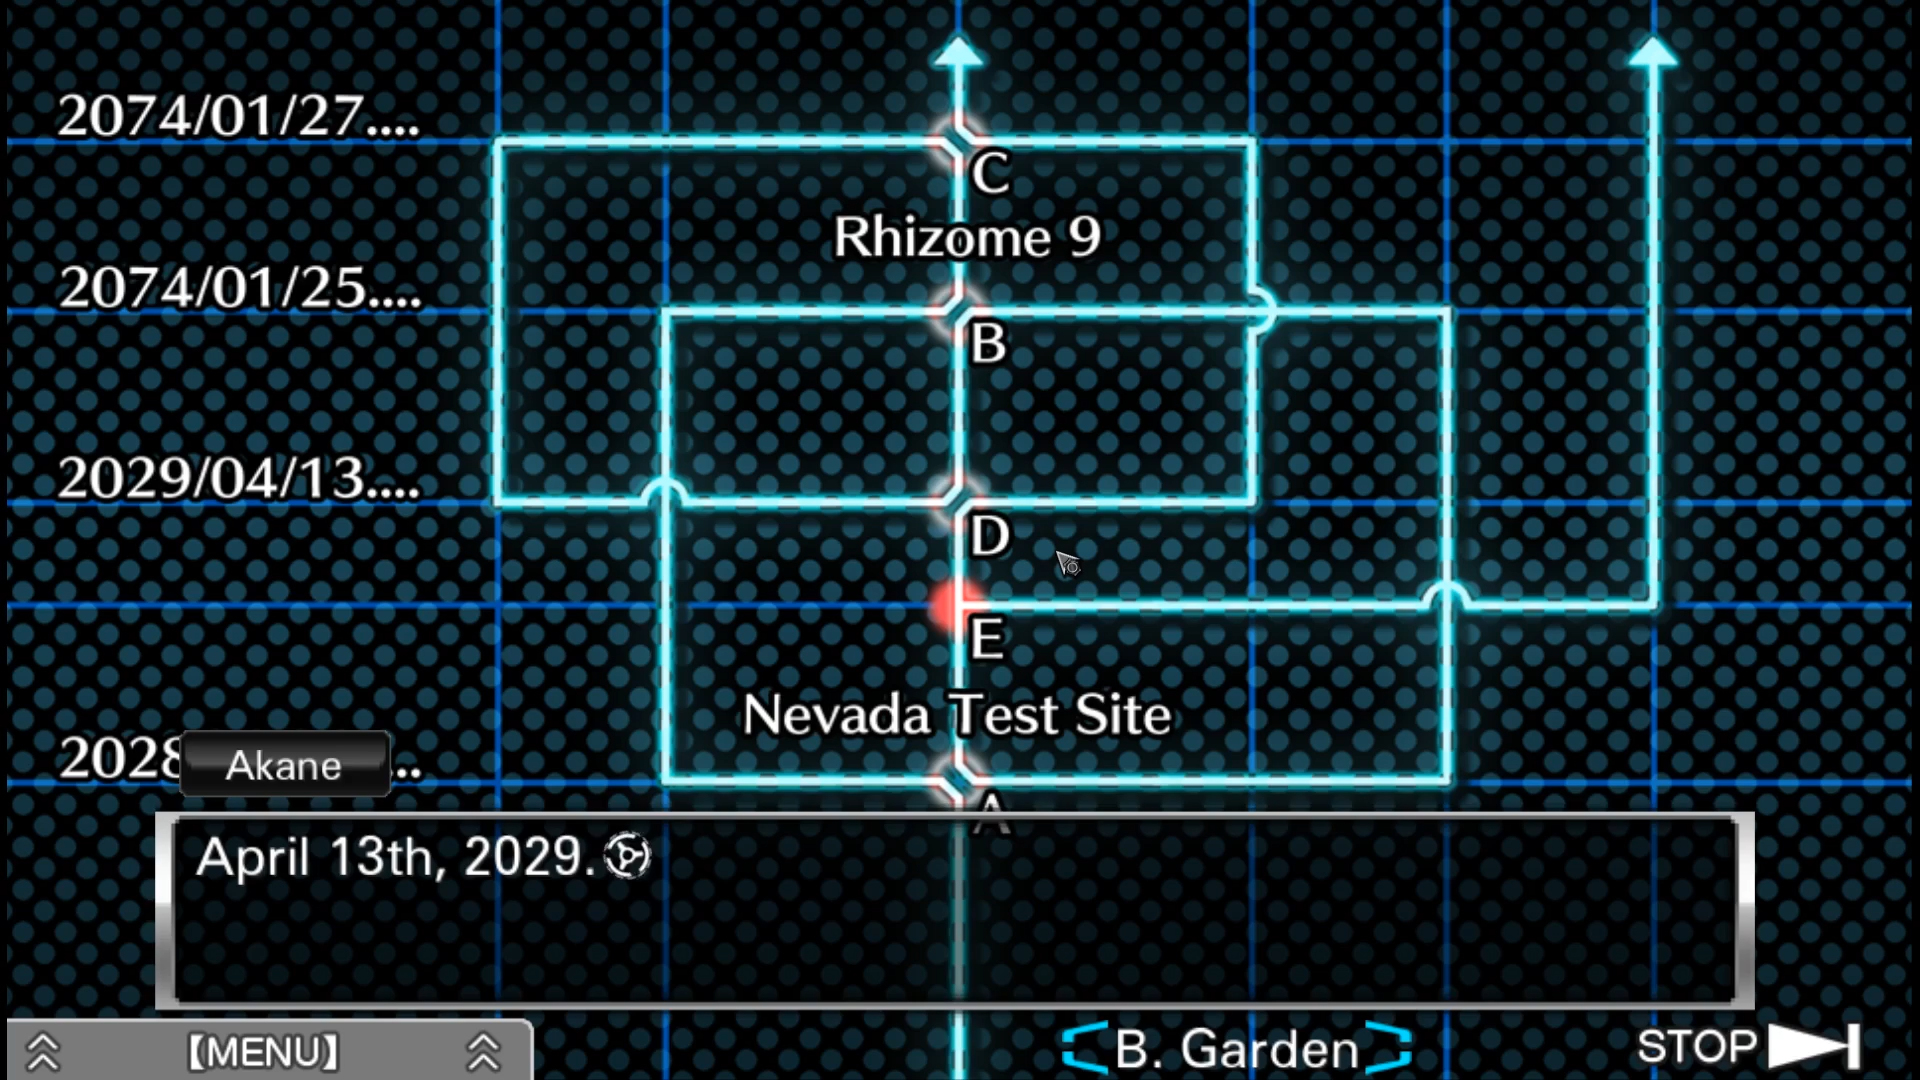 2074/01/27....
C
Rhizome 9
2074/01/25....
B
2029/04/13....
D
E
Nevada Test Site
2028 ..
Akane
A
April 13th, 2029.
【MENU】
B. Garden
STOP